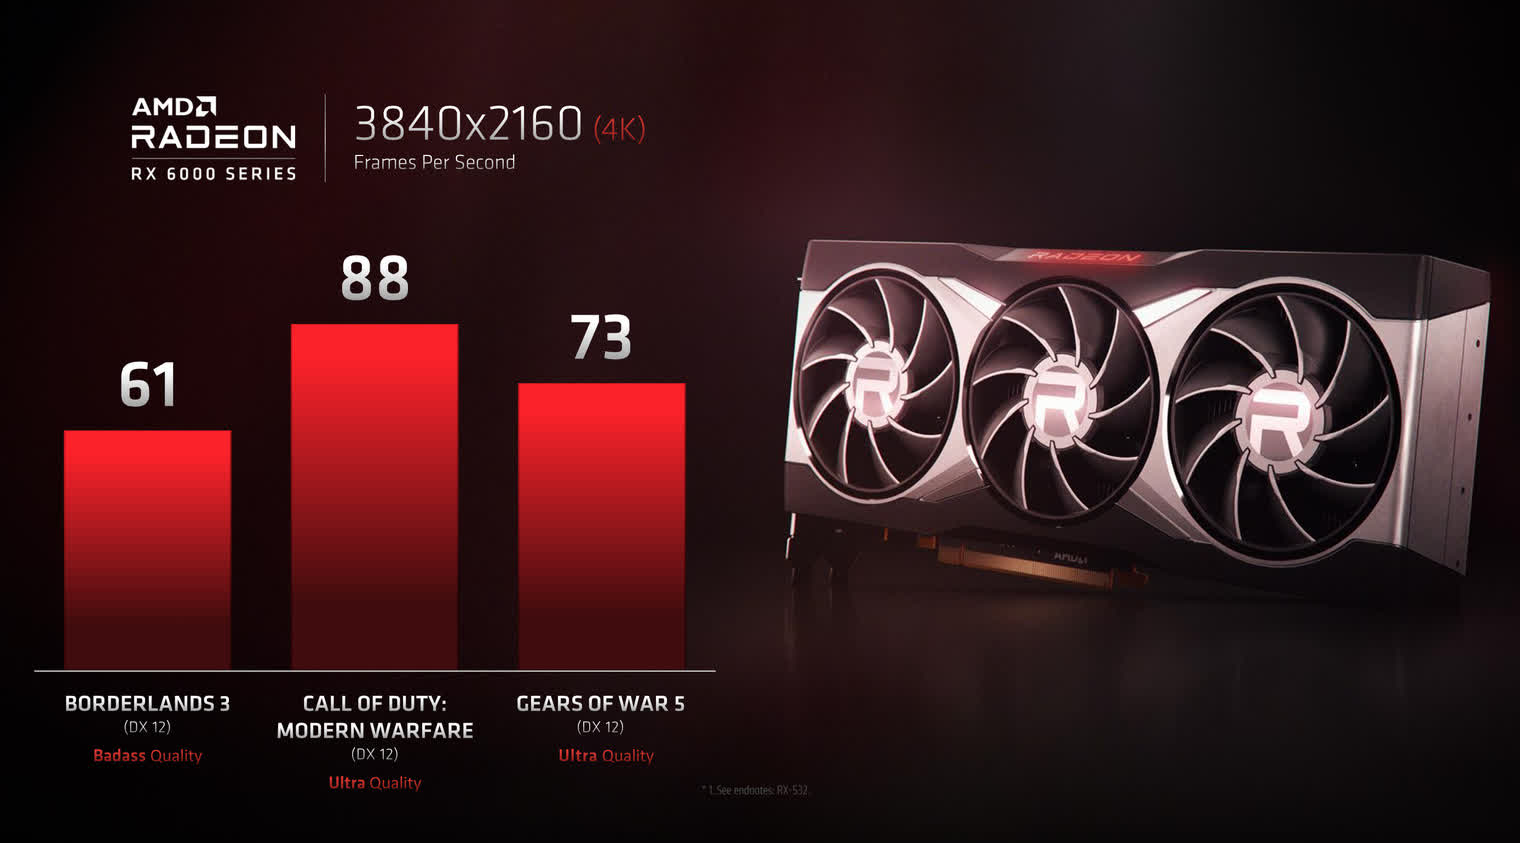 AMD
RADEON
RX 6000 SERIES
3840x2160 (4K)
Frames Per Second
61
88
73
BORDERLANDS 3
(DX 12)
Badass Quality
CALL OF DUTY:
MODERN WARFARE
(DX 12)
Ultra Quality
GEARS OF WAR 5
(DX 12)
Ultra Quality
* 1. See endnotes: RX-532.
RADEON
R
R
R
AMD